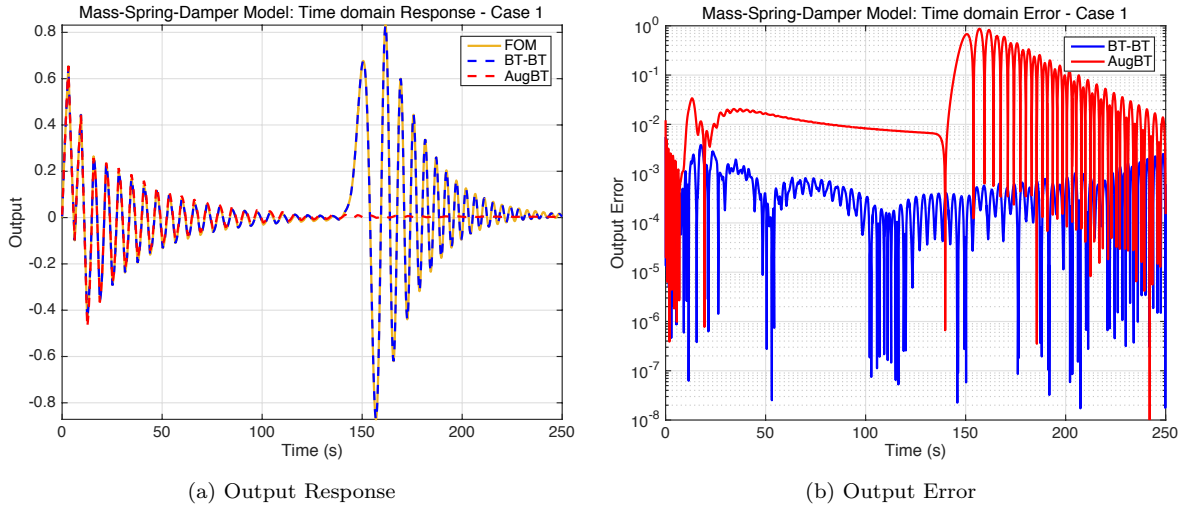 Mass-Spring-Damper Model: Time domain Response - Case 1
0.8
0.6
0.4
0.2
0
-0.2
-0.4
-0.6
-0.8
Output
FOM
BT-BT
AugBT
0 50 100 150 200 250
Time (s)
(a) Output Response
Mass-Spring-Damper Model: Time domain Error - Case 1
10^0
10^-1
10^-2
10^-3
10^-4
10^-5
10^-6
10^-7
10^-8
Output Error
BT-BT
AugBT
0 50 100 150 200 250
Time (s)
(b) Output Error